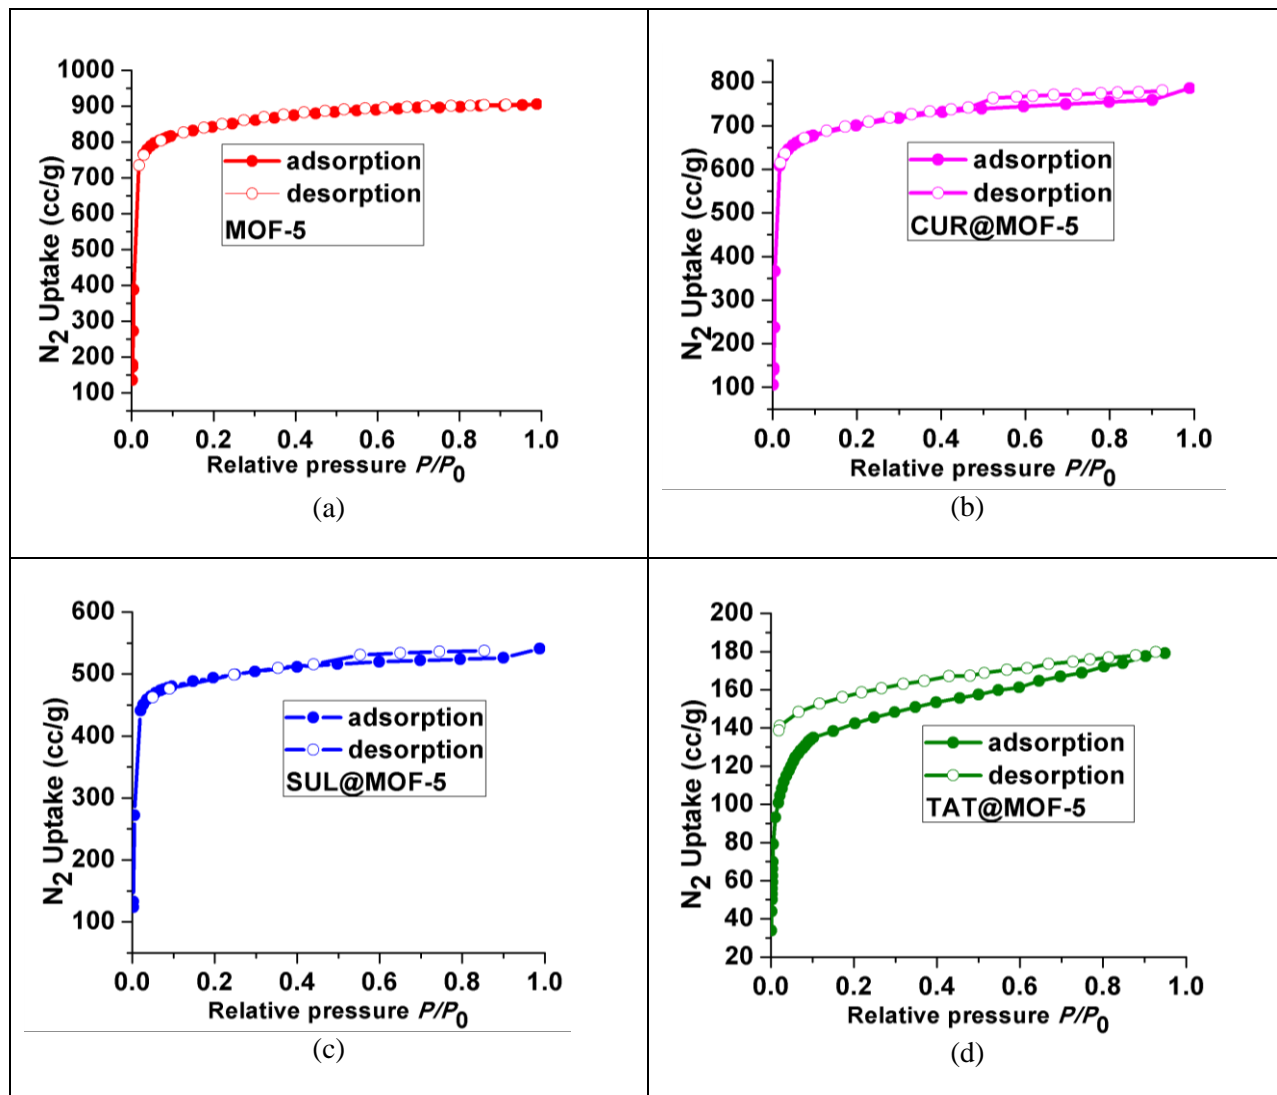 1000
900
800
700
600
500
400
300
200
100
N2 Uptake (cc/g)
adsorption
desorption
MOF-5
0.0 0.2 0.4 0.6 0.8 1.0
Relative pressure P/P0
(a)
800
700
600
500
400
300
200
100
N2 Uptake (cc/g)
adsorption
desorption
CUR@MOF-5
0.0 0.2 0.4 0.6 0.8 1.0
Relative pressure P/P0
(b)
600
500
400
300
200
100
N2 Uptake (cc/g)
adsorption
desorption
SUL@MOF-5
0.0 0.2 0.4 0.6 0.8 1.0
Relative pressure P/P0
(c)
200
180
160
140
120
100
80
60
40
20
N2 Uptake (cc/g)
adsorption
desorption
TAT@MOF-5
0.0 0.2 0.4 0.6 0.8 1.0
Relative pressure P/P0
(d)